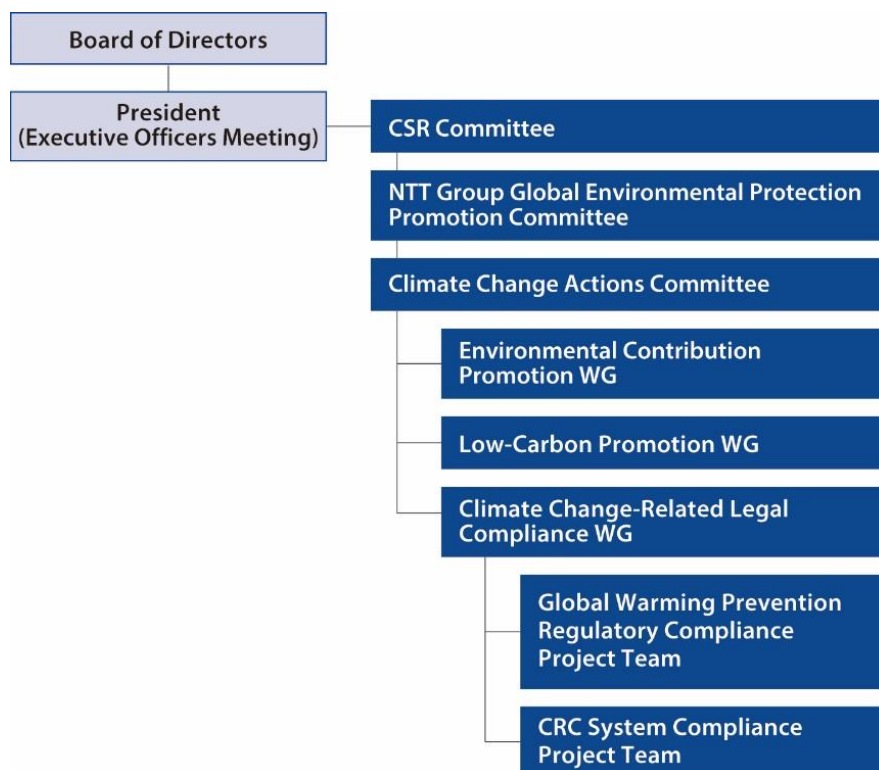 Board of Directors
President
(Executive Officers Meeting)
CSR Committee
NTT Group Global Environmental Protection
Promotion Committee
Climate Change Actions Committee
Environmental Contribution
Promotion WG
Low-Carbon Promotion WG
Climate Change-Related Legal
Compliance WG
Global Warming Prevention
Regulatory Compliance
Project Team
CRC System Compliance
Project Team